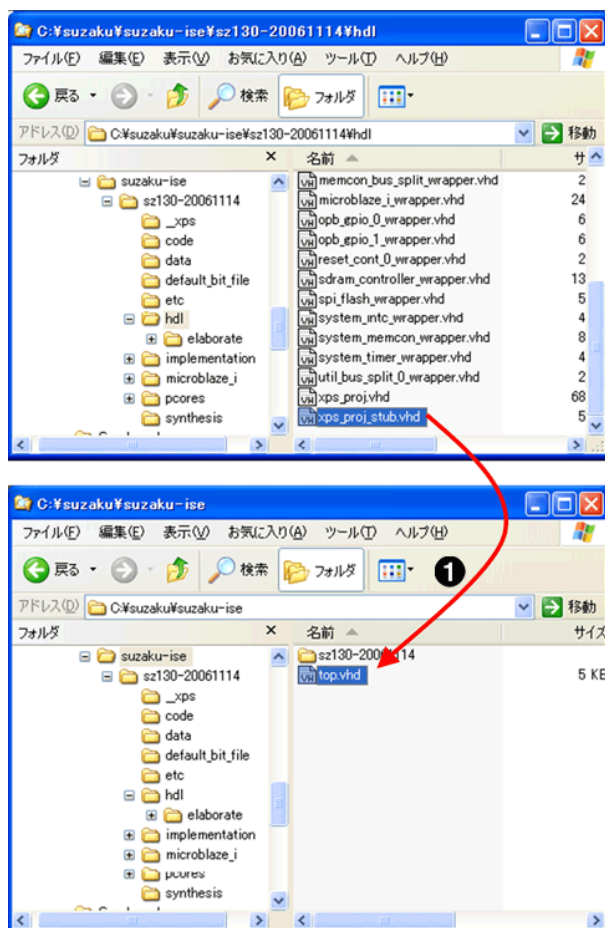 C:¥suzaku¥suzaku-ise¥sz130-20061114¥hdl
ファイル(F) 編集(E) 表示(V) お気に入り(A) ツール(T) ヘルプ(H)
戻る 検索 フォルダ
アドレス(D) C:¥suzaku¥suzaku-ise¥sz130-20061114¥hdl 移動
フォルダ × 名前 サ
suzaku-ise memcon_bus_split_wrapper.vhd 2
sz130-20061114 microblaze_i_wrapper.vhd 24
_xps opb_gpio_0_wrapper.vhd 6
code opb_gpio_1_wrapper.vhd 6
data reset_cont_0_wrapper.vhd 2
default_bit_file sdram_controller_wrapper.vhd 13
etc spi_flash_wrapper.vhd 5
hdl system_intc_wrapper.vhd 4
elaborate system_memcon_wrapper.vhd 8
implementation system_timer_wrapper.vhd 4
microblaze_i util_bus_split_0_wrapper.vhd 2
pcores xps_proj.vhd 68
synthesis xps_proj_stub.vhd 5
C:¥suzaku¥suzaku-ise
ファイル(F) 編集(E) 表示(V) お気に入り(A) ツール(T) ヘルプ(H)
戻る 検索 フォルダ 1
アドレス(D) C:¥suzaku¥suzaku-ise 移動
フォルダ × 名前 サイズ
suzaku-ise sz130-20061114
sz130-20061114 top.vhd 5 KB
_xps
code
data
default_bit_file
etc
hdl
elaborate
implementation
microblaze_i
pcores
synthesis